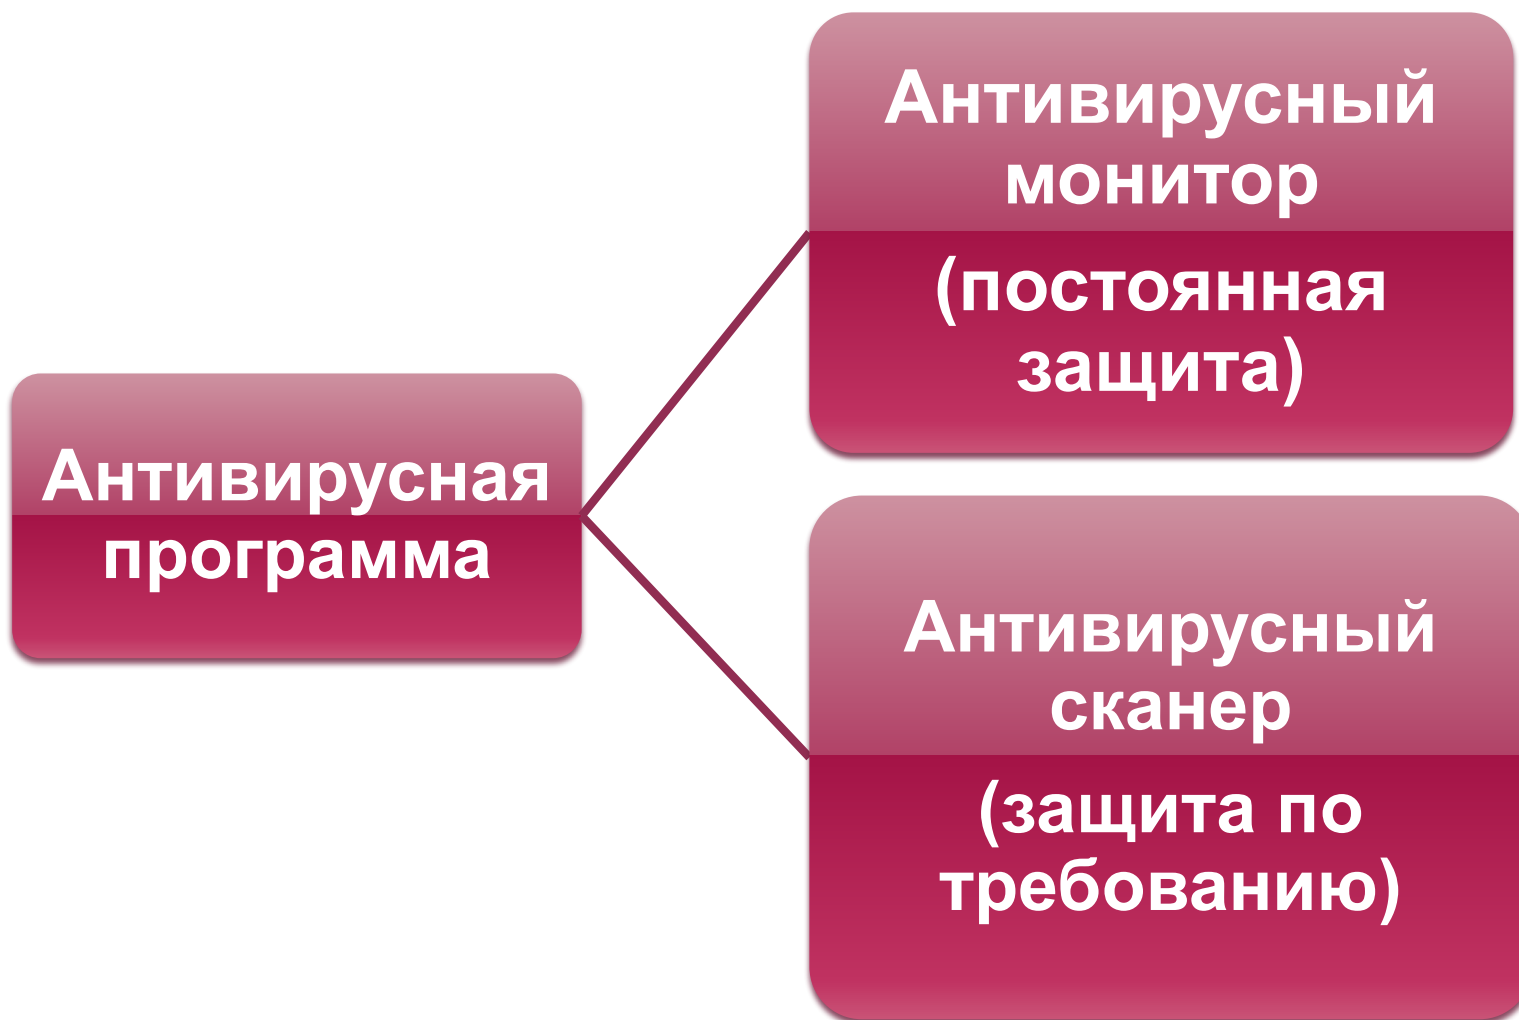 Антивирусная
программа
Антивирусный
монитор
(постоянная
защита)
Антивирусный
сканер
(защита по
требованию)